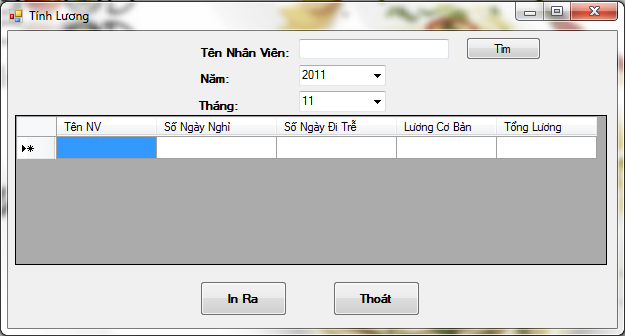 Tính Lương
Tên Nhân Viên: Tìm
Năm: 2011
Tháng: 11
Tên NV Số Ngày Nghỉ Số Ngày Đi Trễ Lương Cơ Bản Tổng Lương
In Ra Thoát